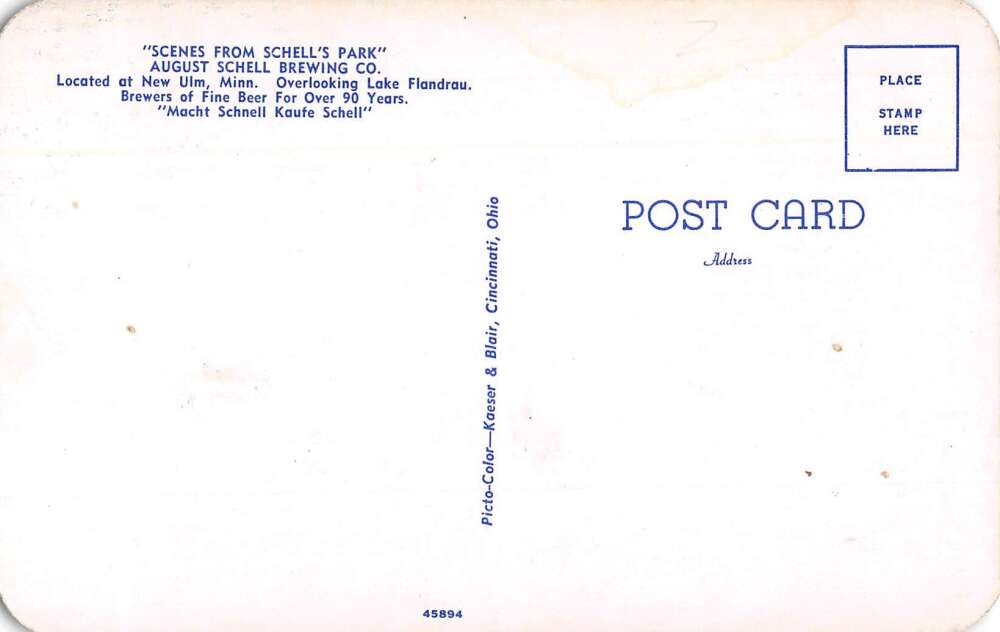 "SCENES FROM SCHELL'S PARK"
AUGUST SCHELL BREWING CO.
Located at New Ulm, Minn. Overlooking Lake Flandrau.
Brewers of Fine Beer For Over 90 Years.
"Macht Schnell Kaufe Schell"
PLACE
STAMP
HERE
POST CARD
Address
Picto-Color—Kaeser & Blair, Cincinnati, Ohio
45894